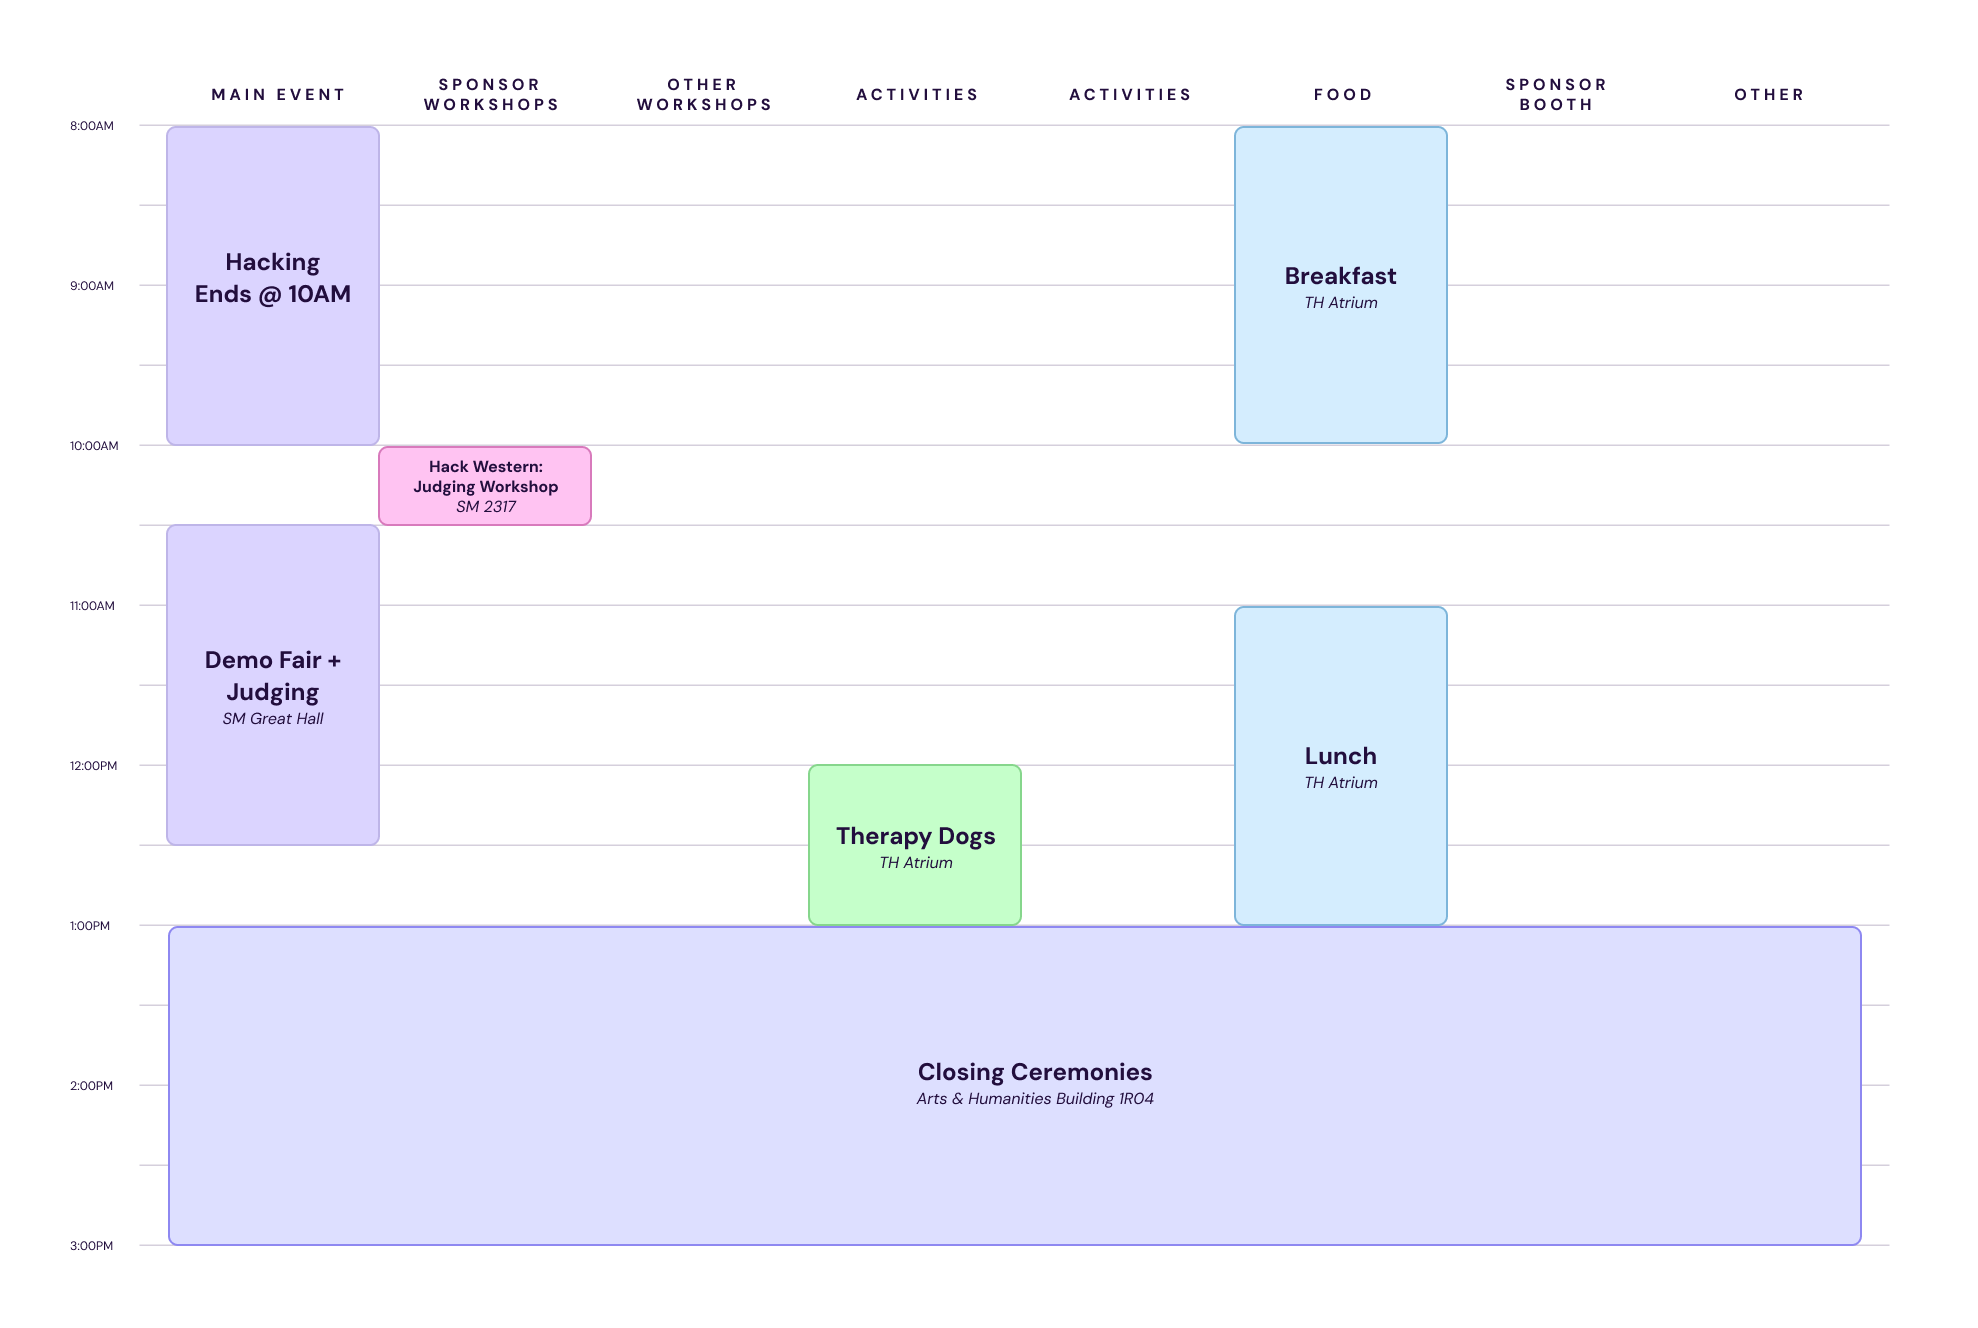 MAIN EVENT
SPONSOR
WORKSHOPS
OTHER
WORKSHOPS
ACTIVITIES
ACTIVITIES
FOOD
SPONSOR
BOOTH
OTHER
8:00AM
Hacking
Ends @ 10AM
Breakfast
TH Atrium
9:00AM
10:00AM
Hack Western:
Judging Workshop
SM 2317
11:00AM
Demo Fair +
Judging
SM Great Hall
Lunch
TH Atrium
12:00PM
Therapy Dogs
TH Atrium
1:00PM
Closing Ceremonies
Arts & Humanities Building 1R04
2:00PM
3:00PM